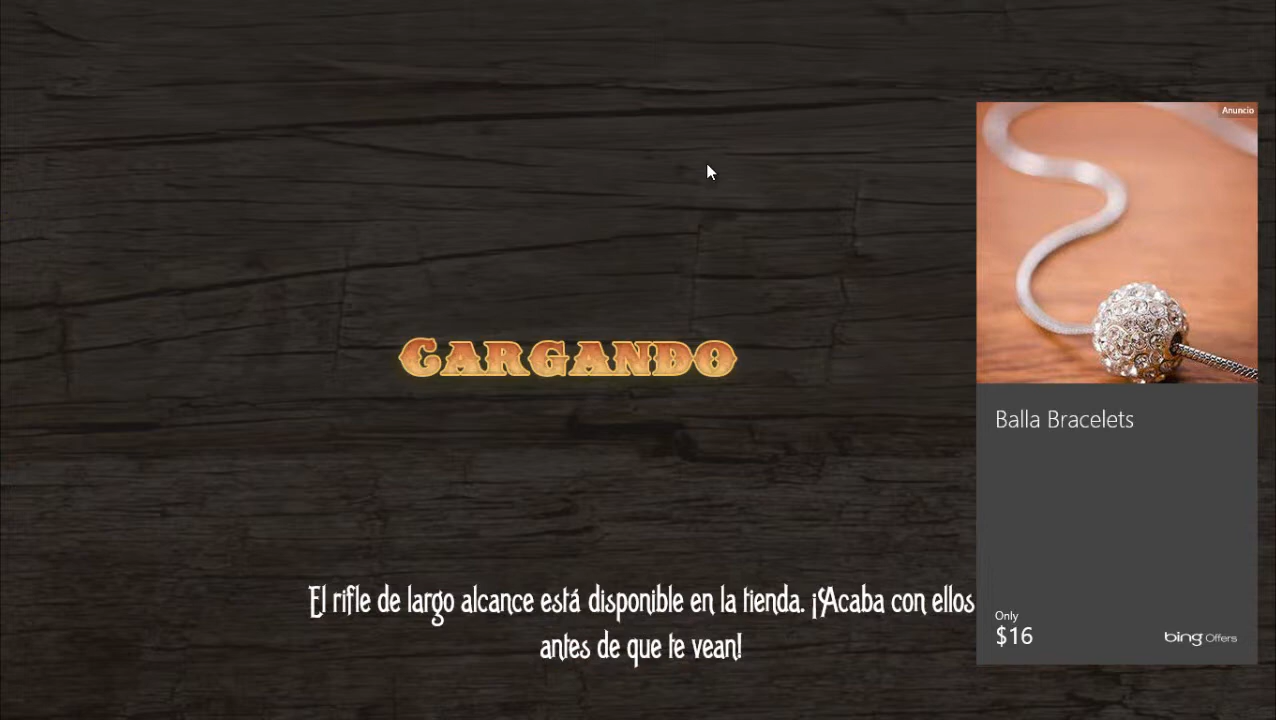 Anuncio
CARGANDO
Balla Bracelets
El rifle de largo alcance está disponible en la tienda. ¡Acaba con ellos
antes de que te vean!
Only
$16
bing Offers